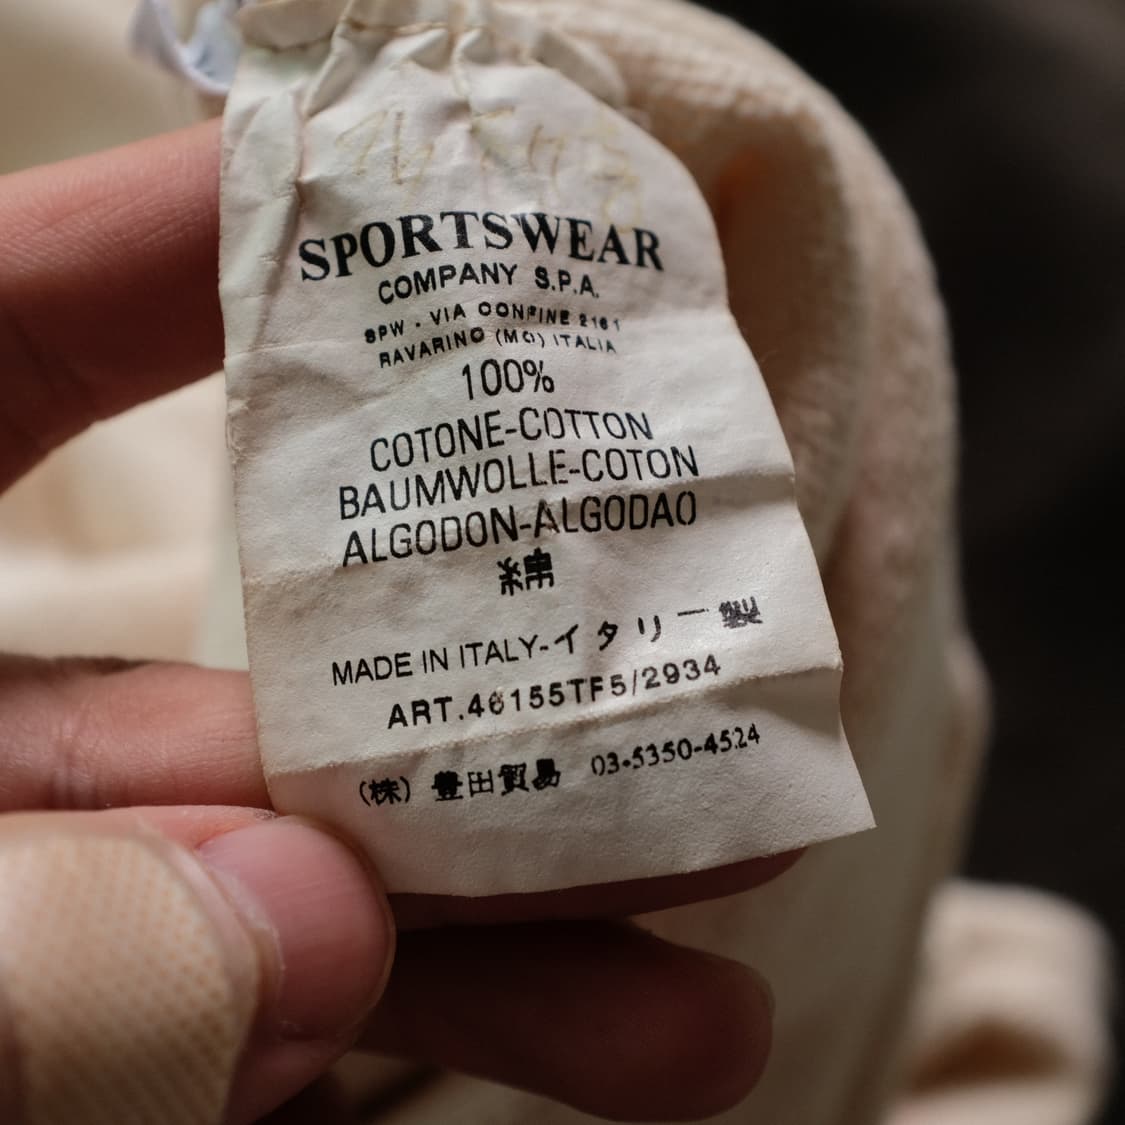 SPORTSWEAR
COMPANY S.P.A.
SPW . VIA CONFINE 2161
RAVARINO (MO) ITALIA
100%
COTONE-COTTON
BAUMWOLLE-COTON
ALGODON-ALGODAO
綿
MADE IN ITALY-イタリー製
ART.46155TF5/2934
(株) 豊田貿易 03-5350-4524